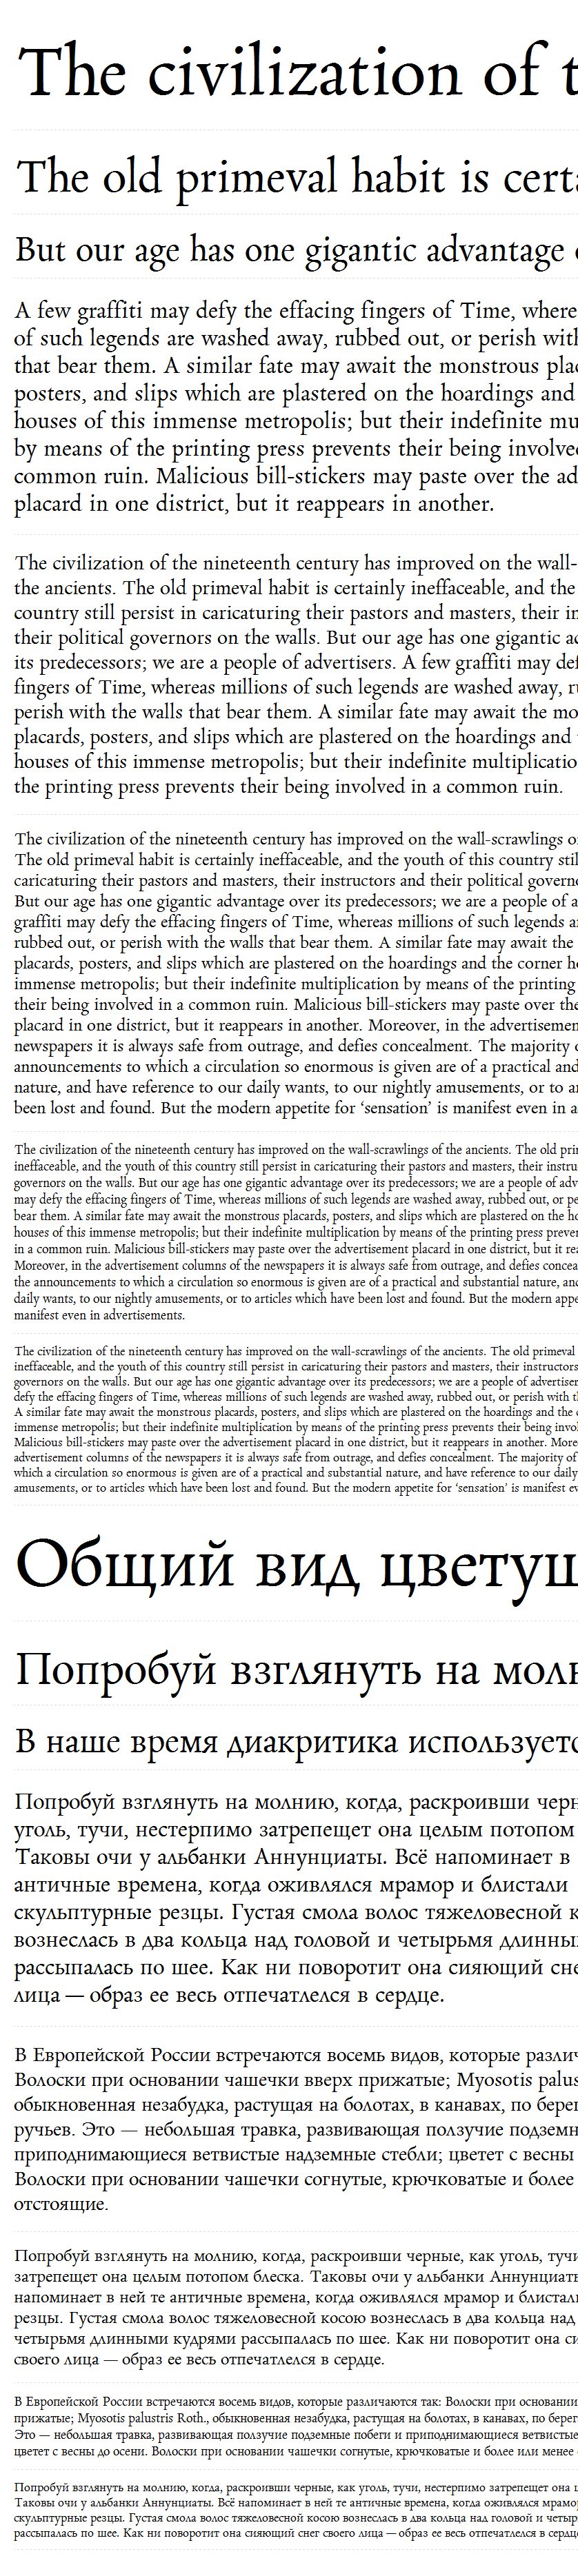 The civilization of t
The old primeval habit is certa
But our age has one gigantic advantage
A few graffiti may defy the effacing fingers of Time, where
of such legends are washed away, rubbed out, or perish with
that bear them. A similar fate may await the monstrous plac
posters, and slips which are plastered on the hoardings and
houses of this immense metropolis; but their indefinite mu
by means of the printing press prevents their being involve
common ruin. Malicious bill-stickers may paste over the ad
placard in one district, but it reappears in another.
The civilization of the nineteenth century has improved on the wall-
the ancients. The old primeval habit is certainly ineffaceable, and the
country still persist in caricaturing their pastors and masters, their in
their political governors on the walls. But our age has one gigantic ad
its predecessors; we are a people of advertisers. A few graffiti may def
fingers of Time, whereas millions of such legends are washed away, ru
perish with the walls that bear them. A similar fate may await the mo
placards, posters, and slips which are plastered on the hoardings and
houses of this immense metropolis; but their indefinite multiplicatio
the printing press prevents their being involved in a common ruin.
The civilization of the nineteenth century has improved on the wall-scrawlings o
The old primeval habit is certainly ineffaceable, and the youth of this country stil
caricaturing their pastors and masters, their instructors and their political governo
But our age has one gigantic advantage over its predecessors; we are a people of a
graffiti may defy the effacing fingers of Time, whereas millions of such legends a
rubbed out, or perish with the walls that bear them. A similar fate may await the
placards, posters, and slips which are plastered on the hoardings and the corner h
immense metropolis; but their indefinite multiplication by means of the printing
their being involved in a common ruin. Malicious bill-stickers may paste over the
placard in one district, but it reappears in another. Moreover, in the advertisemen
newspapers it is always safe from outrage, and defies concealment. The majority o
announcements to which a circulation so enormous is given are of a practical and
nature, and have reference to our daily wants, to our nightly amusements, or to ar
been lost and found. But the modern appetite for ‘sensation’ is manifest even in a
The civilization of the nineteenth century has improved on the wall-scrawlings of the ancients. The old prim
ineffaceable, and the youth of this country still persist in caricaturing their pastors and masters, their instru
governors on the walls. But our age has one gigantic advantage over its predecessors; we are a people of adv
may defy the effacing fingers of Time, whereas millions of such legends are washed away, rubbed out, or pe
bear them. A similar fate may await the monstrous placards, posters, and slips which are plastered on the ho
houses of this immense metropolis; but their indefinite multiplication by means of the printing press preven
in a common ruin. Malicious bill-stickers may paste over the advertisement placard in one district, but it rea
Moreover, in the advertisement columns of the newspapers it is always safe from outrage, and defies concea
the announcements to which a circulation so enormous is given are of a practical and substantial nature, and
daily wants, to our nightly amusements, or to articles which have been lost and found. But the modern appe
manifest even in advertisements.
The civilization of the nineteenth century has improved on the wall-scrawlings of the ancients. The old primeval
ineffaceable, and the youth of this country still persist in caricaturing their pastors and masters, their instructors
governors on the walls. But our age has one gigantic advantage over its predecessors; we are a people of advertiser
defy the effacing fingers of Time, whereas millions of such legends are washed away, rubbed out, or perish with th
A similar fate may await the monstrous placards, posters, and slips which are plastered on the hoardings and the c
immense metropolis; but their indefinite multiplication by means of the printing press prevents their being invol
Malicious bill-stickers may paste over the advertisement placard in one district, but it reappears in another. More
advertisement columns of the newspapers it is always safe from outrage, and defies concealment. The majority of
which a circulation so enormous is given are of a practical and substantial nature, and have reference to our daily
amusements, or to articles which have been lost and found. But the modern appetite for ‘sensation’ is manifest ev
Общий вид цветущ
Попробуй взглянуть на молн
В наше время диакритика используетс
Попробуй взглянуть на молнию, когда, раскроивши черн
уголь, тучи, нестерпимо затрепещет она целым потопом
Таковы очи у альбанки Аннунциаты. Всё напоминает в
античные времена, когда оживлялся мрамор и блистали
скульптурные резцы. Густая смола волос тяжеловесной к
вознеслась в два кольца над головой и четырьмя длинны
рассыпалась по шее. Как ни поворотит она сияющий сне
лица — образ ее весь отпечатлелся в сердце.
В Европейской России встречаются восемь видов, которые различ
Волоски при основании чашечки вверх прижатые; Myosotis palus
обыкновенная незабудка, растущая на болотах, в канавах, по берег
ручьев. Это — небольшая травка, развивающая ползучие подземн
приподнимающиеся ветвистые надземные стебли; цветет с весны
Волоски при основании чашечки согнутые, крючковатые и более
отстоящие.
Попробуй взглянуть на молнию, когда, раскроивши черные, как уголь, тучи
затрепещет она целым потопом блеска. Таковы очи у альбанки Аннунциаты
напоминает в ней те античные времена, когда оживлялся мрамор и блистали
резцы. Густая смола волос тяжеловесной косою вознеслась в два кольца над
четырьмя длинными кудрями рассыпалась по шее. Как ни поворотит она си
своего лица — образ ее весь отпечатлелся в сердце.
В Европейской России встречаются восемь видов, которые различаются так: Волоски при основании
прижатые; Myosotis palustris Roth., обыкновенная незабудка, растущая на болотах, в канавах, по берег
Это — небольшая травка, развивающая ползучие подземные побеги и приподнимающиеся ветвистые
цветет с весны до осени. Волоски при основании чашечки согнутые, крючковатые и более или менее
Попробуй взглянуть на молнию, когда, раскроивши черные, как уголь, тучи, нестерпимо затрепещет она ц
Таковы очи у альбанки Аннунциаты. Всё напоминает в ней те античные времена, когда оживлялся мрамор
скульптурные резцы. Густая смола волос тяжеловесной косою вознеслась в два кольца над головой и четыр
рассыпалась по шее. Как ни поворотит она сияющий снег своего лица — образ ее весь отпечатлелся в сердце